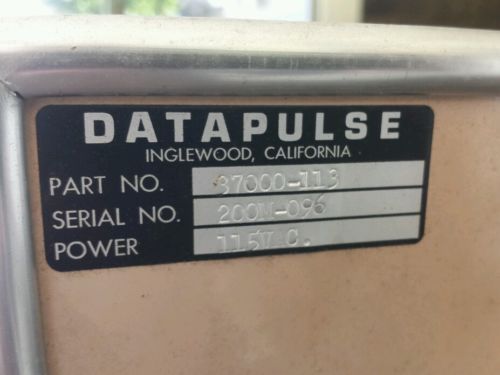 DATAPULSE
INGLEWOOD, CALIFORNIA
PART NO. 37000-113
SERIAL NO. 200M-096
POWER 115V C.